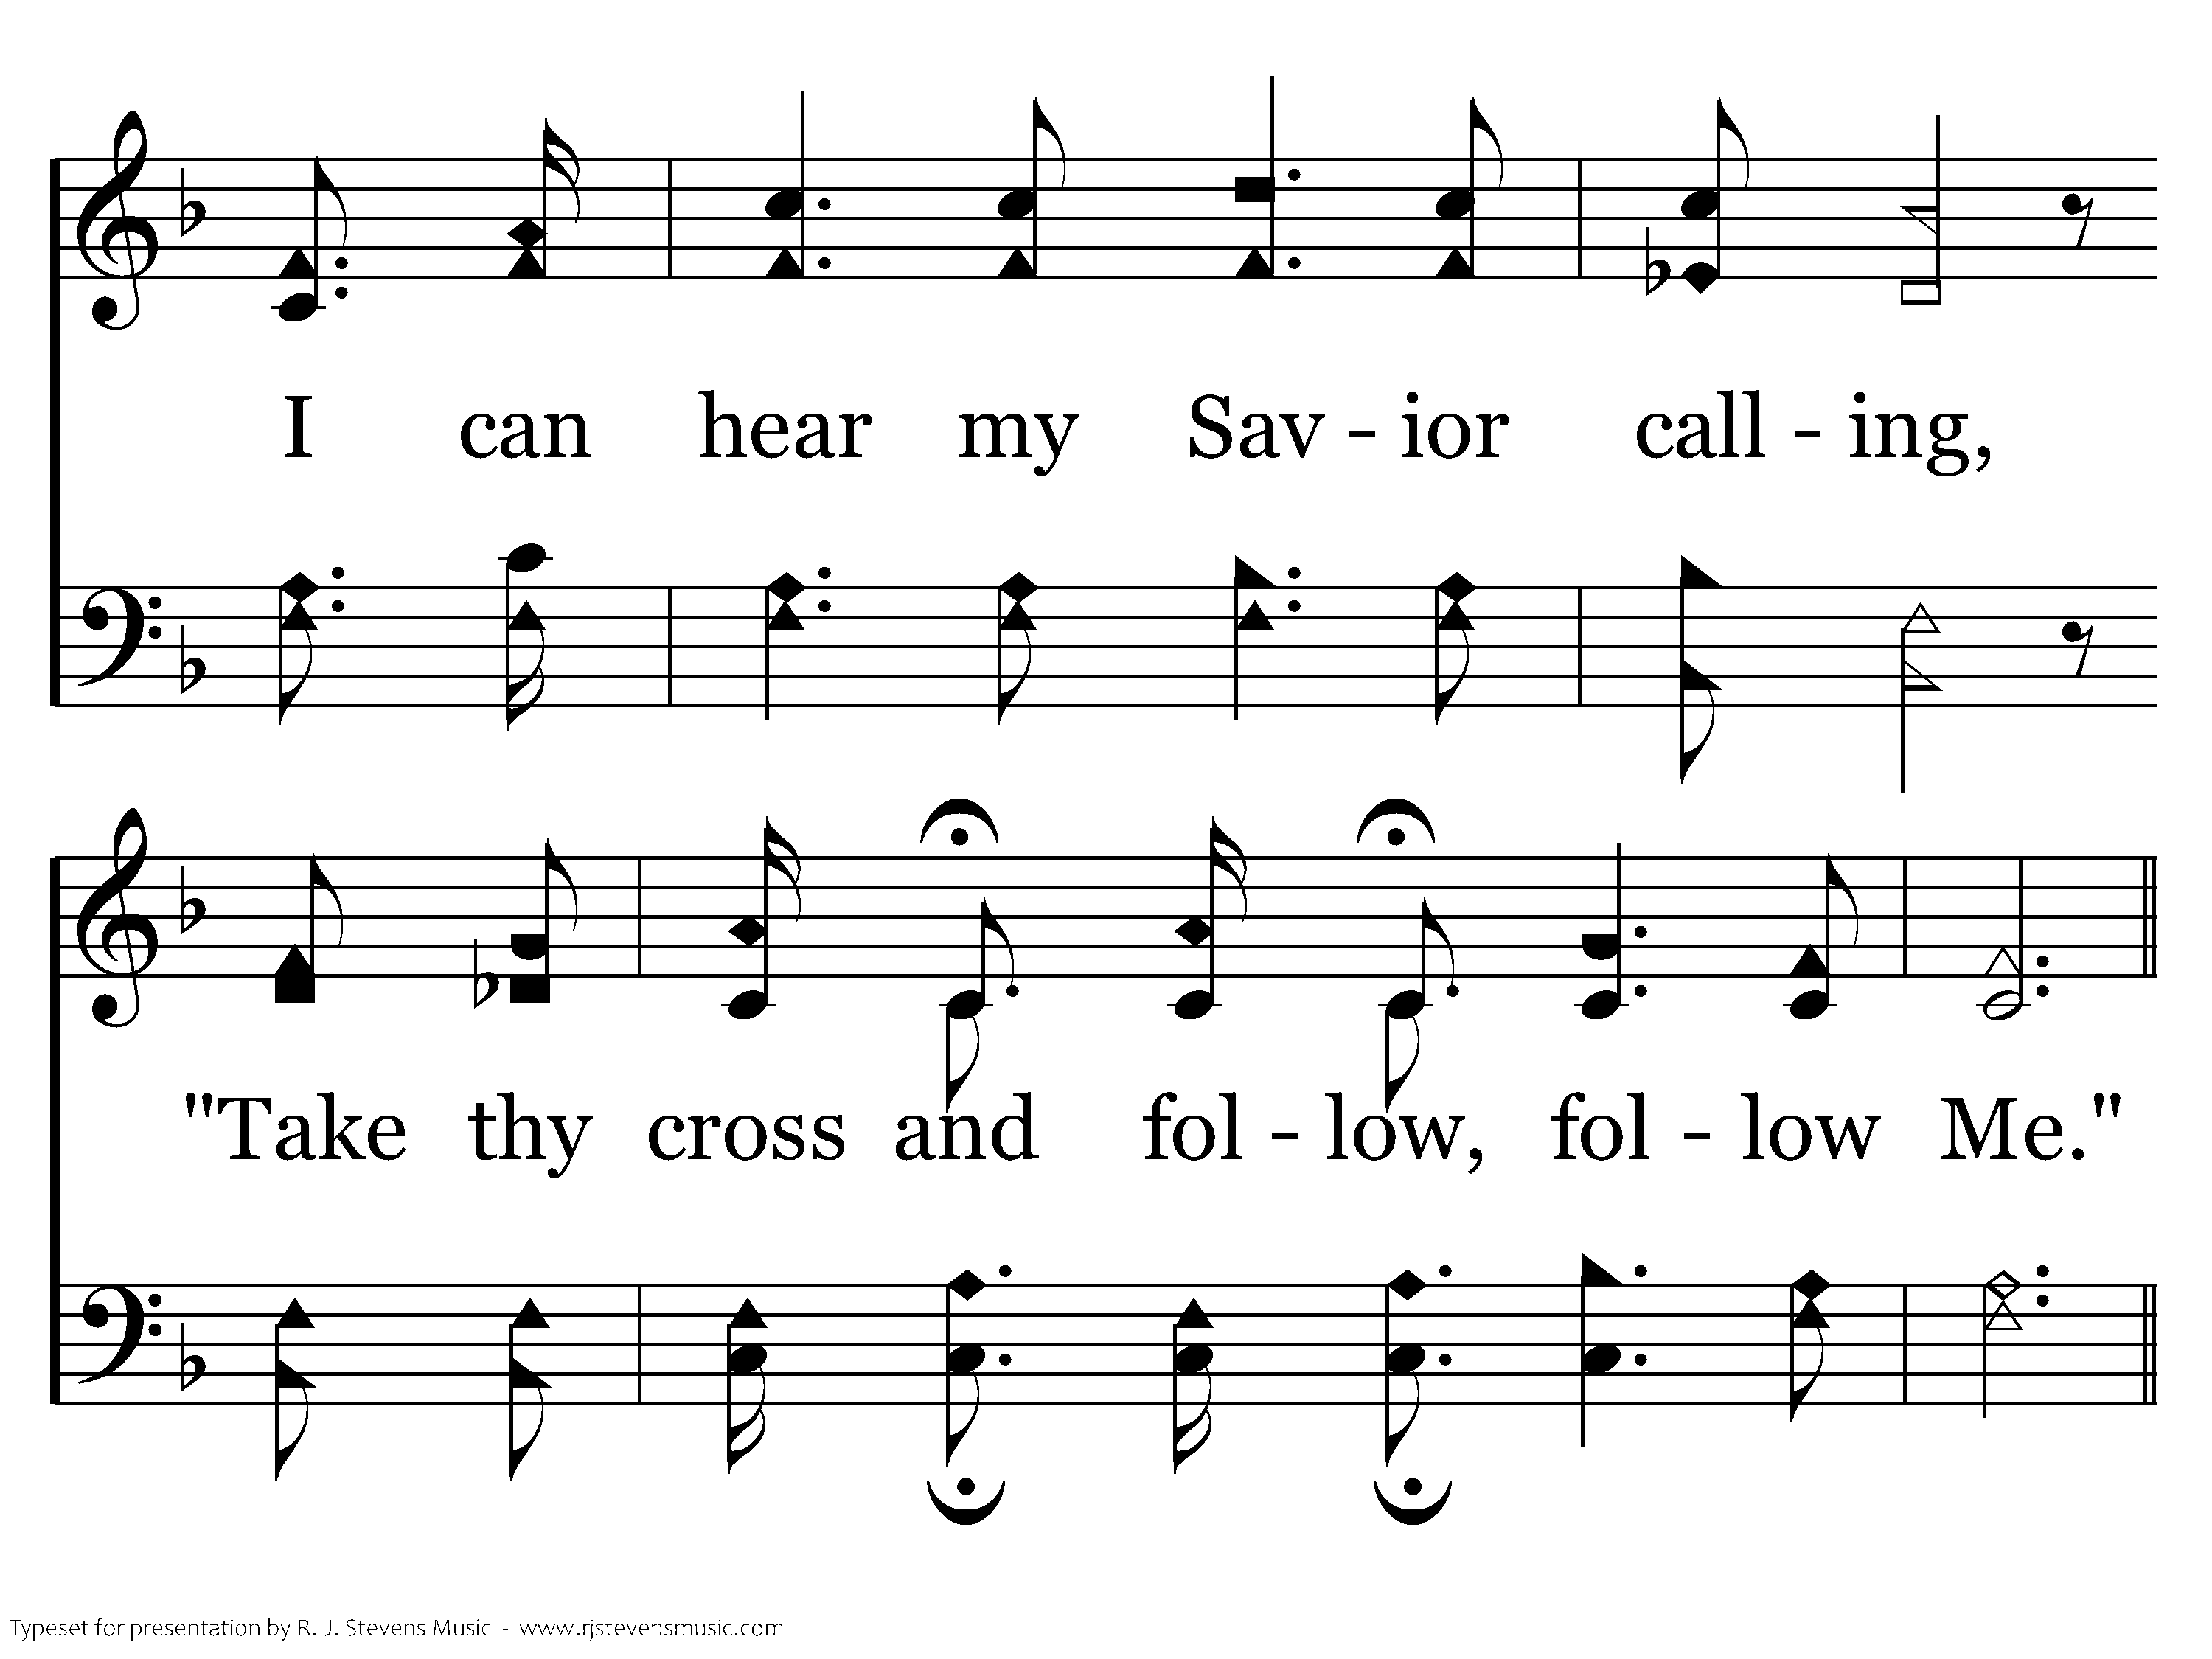 I can hear my Sav - ior call - ing,
"Take thy cross and fol - low, fol - low Me."
Typeset for presentation by R. J. Stevens Music - www.rjstevensmusic.com